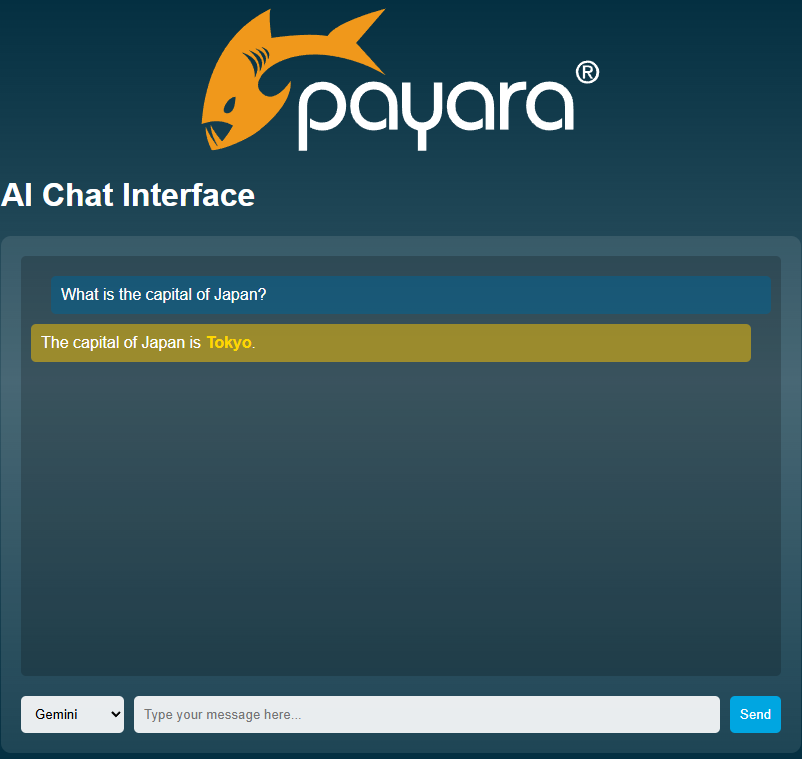 payara®
AI Chat Interface
What is the capital of Japan?
The capital of Japan is Tokyo.
Gemini
Type your message here...
Send